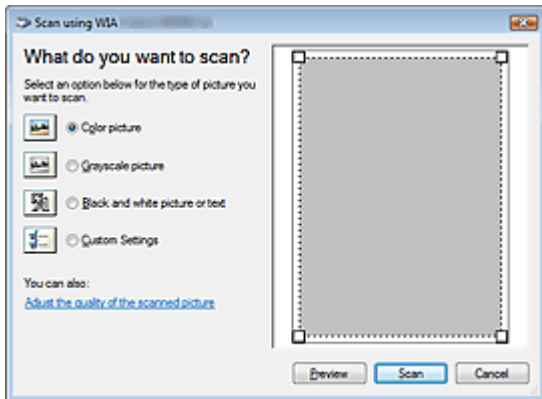 Scan using WIA
What do you want to scan?
Select an option below for the type of picture you
want to scan.
Color picture
Grayscale picture
Black and white picture or text
Custom Settings
You can also:
Adjust the quality of the scanned picture
Preview
Scan
Cancel